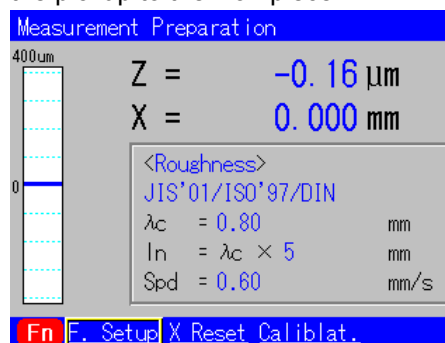 Measurement Preparation
400um
Z = -0.16 μm
X = 0.000 mm
0
<Roughness>
JIS'01/ISO'97/DIN
λc = 0.80 mm
ln = λc × 5 mm
Spd = 0.60 mm/s
Fn F. Setup X Reset Caliblat.